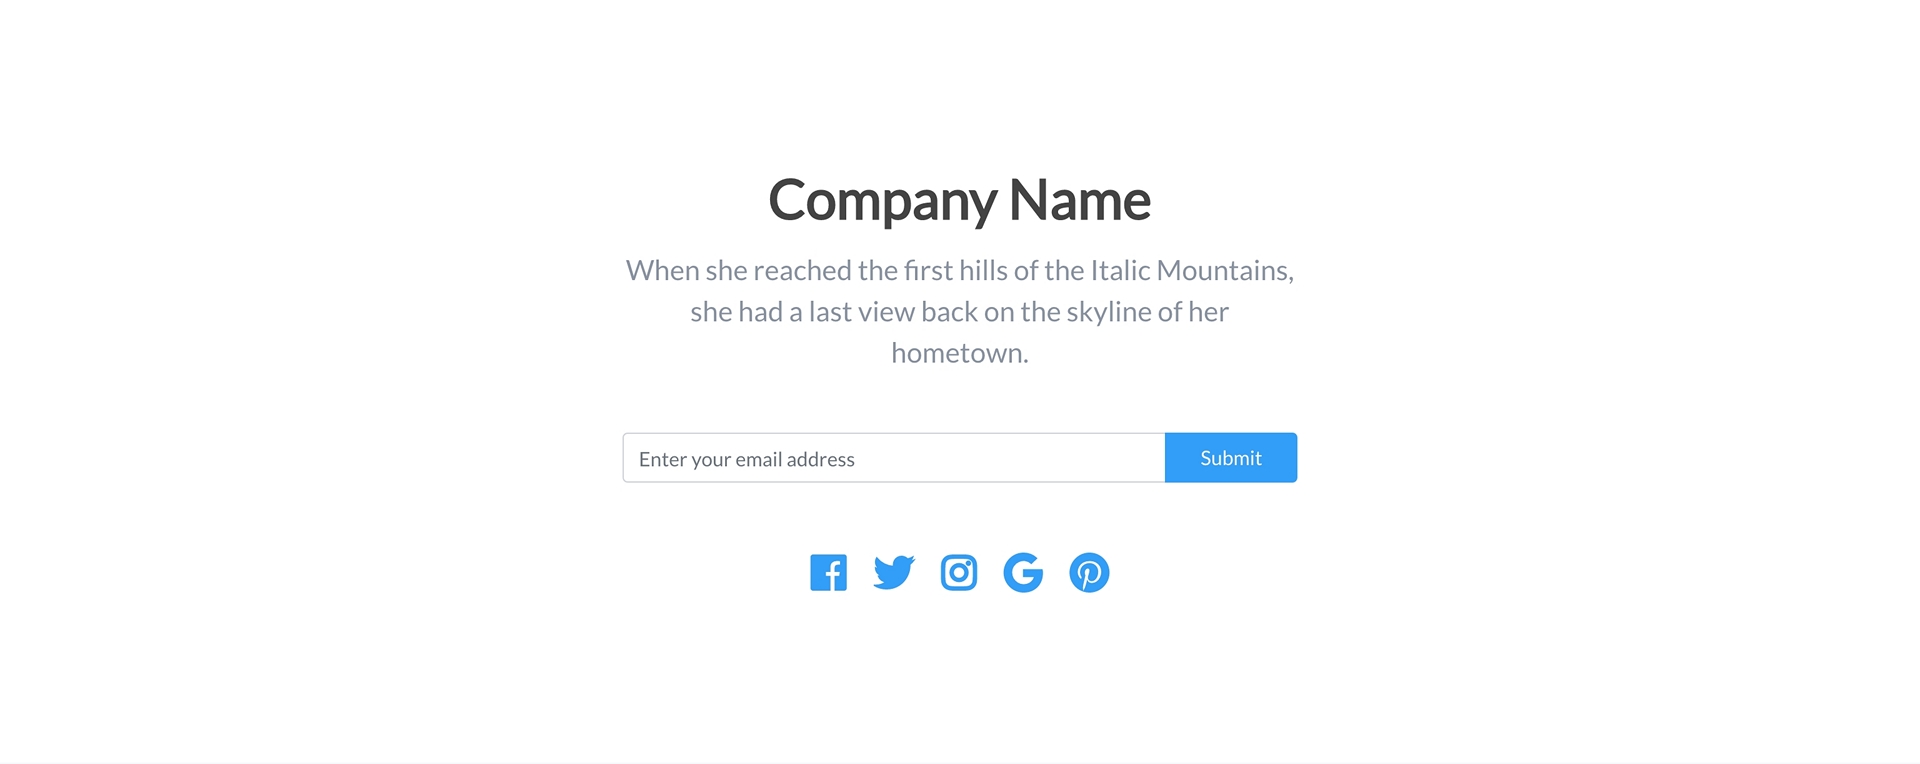 Company Name
When she reached the first hills of the Italic Mountains,
she had a last view back on the skyline of her
hometown.
Enter your email address
Submit